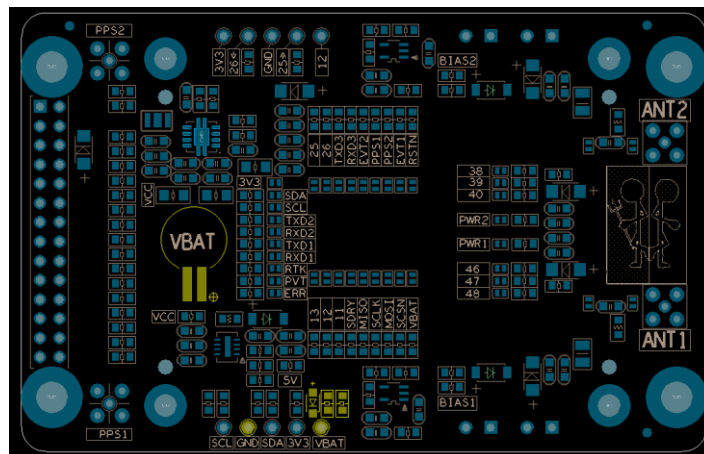 PPS2
3V3
26
GND
25
12
BIAS2
ANT2
25
26
TXD3
RXD3
EVT2
PPS1
PPS2
EVT1
RSTN
VCC
3V3
38
39
40
SDA
SCL
TXD2
RXD2
TXD1
RXD1
RTK
PVT
ERR
VBAT
PWR2
PWR1
46
47
48
VCC
13
12
11
SDRY
MISO
SCLK
MOSI
SCSN
VBAT
ANT1
5V
BIAS1
PPS1
SCL
GND
SDA
3V3
VBAT